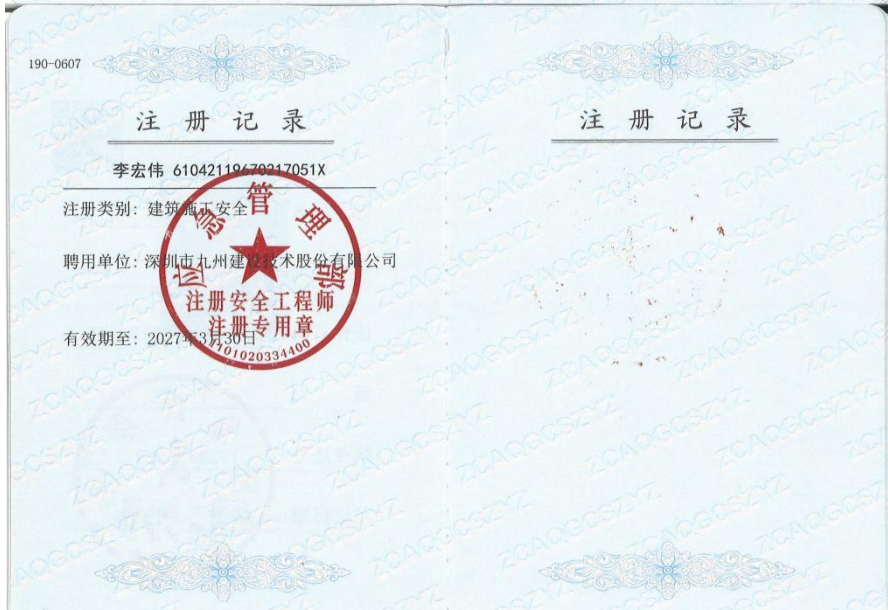 190-0607
注册记录
李宏伟 61042119670217051X
注册类别: 建筑施工安全
聘用单位: 深圳市九州建设技术股份有限公司
有效期至: 2027年3月30日
应急管理部
注册安全工程师
注册专用章
1101020334400
注册记录
ZCAQGCSZYZ